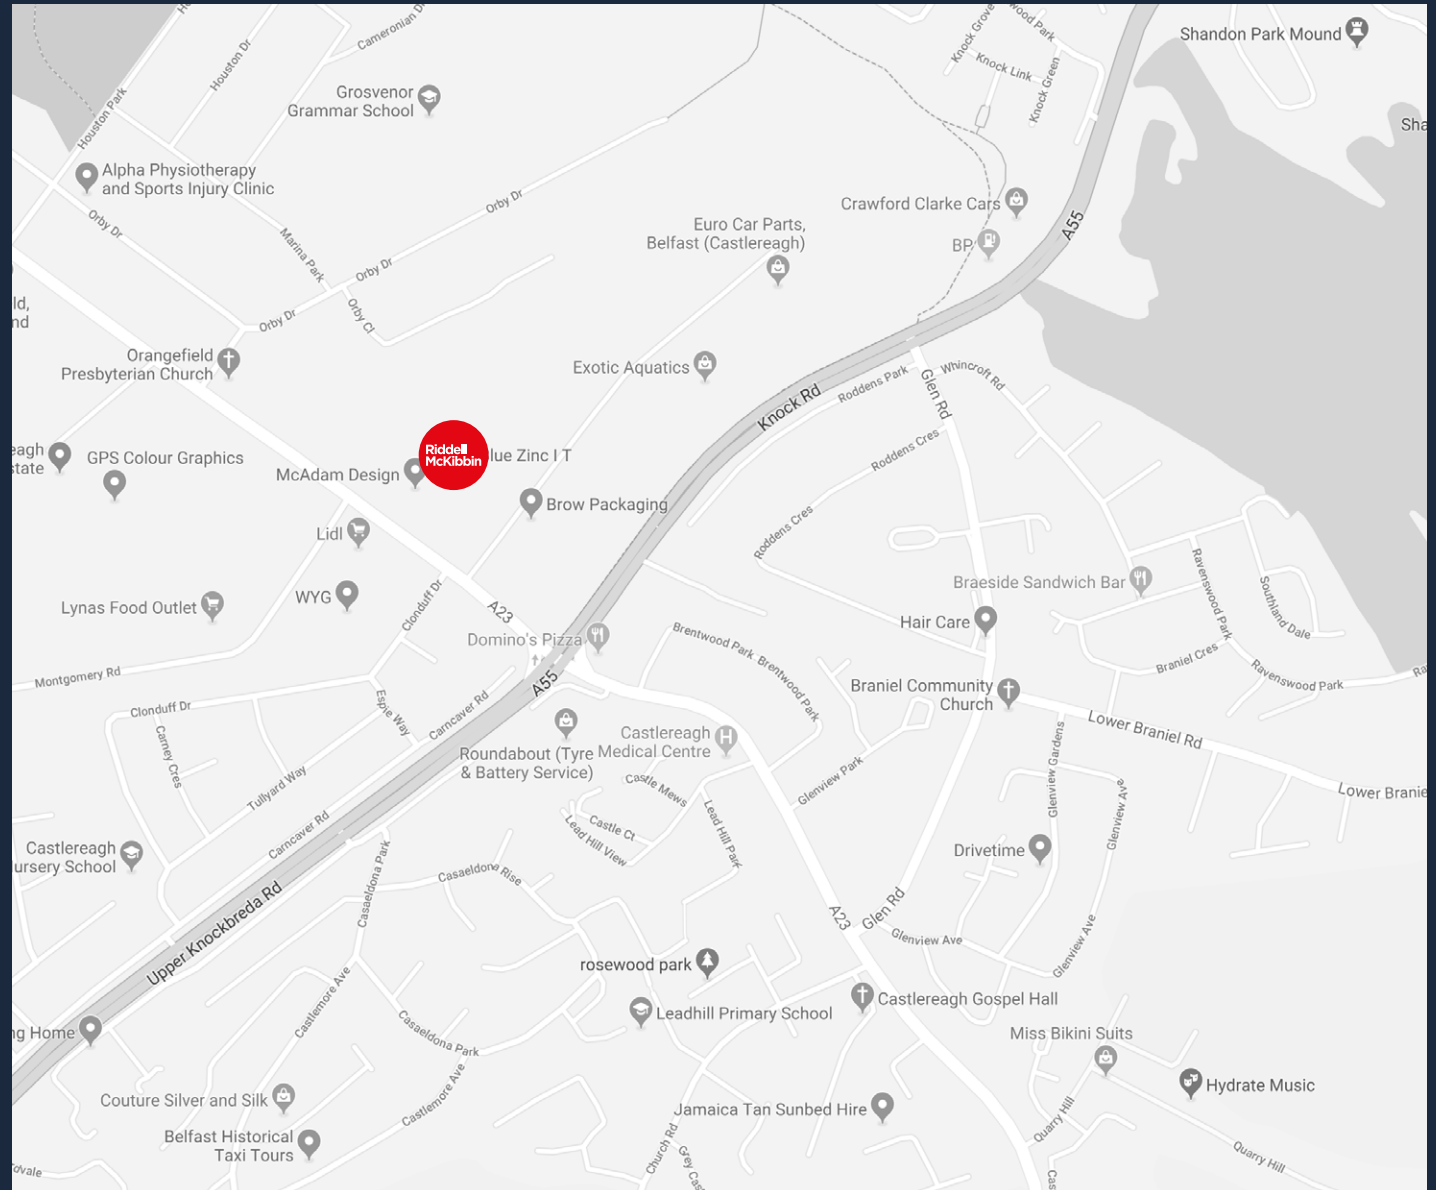 Cameronian Dr
Wood Park
Knock Grove
Knock Link
Knock Green
Shandon Park Mound
Houston Dr
Grosvenor
Grammar School
Houston Park
Sha
Alpha Physiotherapy
and Sports Injury Clinic
Orby Dr
Crawford Clarke Cars
Orby Dr
Marina Park
Euro Car Parts,
Belfast (Castlereagh)
BP
A55
Orby Dr
ld,
nd
Orby Dr
Orby Ct
Orangefield
Presbyterian Church
Exotic Aquatics
Knock Rd
Roddens Park
Glen Rd
Whincroft Rd
eagh
state
GPS Colour Graphics
Riddell
McKibbin
lue Zinc I T
McAdam Design
Roddens Cres
Brow Packaging
Lidl
Roddens Cres
Lynas Food Outlet
WYG
Clonduff Dr
A23
Domino's Pizza
Braeside Sandwich Bar
Ravenswood Park
Southland Dale
Hair Care
Brentwood Park
Brentwood Park
Montgomery Rd
A55
Braniel Community
Church
Braniel Cres
Ravenswood Park
Ra
Clonduff Dr
Espie Way
Carncaver Rd
Lower Braniel Rd
Carney Cres
Roundabout (Tyre
& Battery Service)
Castlereagh
Medical Centre
Glenview Gardens
Tullyard Way
Castle Mews
Glenview Park
Glenview Ave
Lower Branie
Castle Ct
Lead Hill View
Lead Hill Park
Carncaver Rd
Castlereagh
ursery School
Drivetime
Casaeldona Park
Casaeldona Rise
Upper Knockbreda Rd
A23
Glen Rd
Glenview Ave
Glenview Ave
rosewood park
Castlemore Ave
Leadhill Primary School
Castlereagh Gospel Hall
ng Home
Casaeldona Park
Miss Bikini Suits
Hydrate Music
Couture Silver and Silk
Castlemore Ave
Jamaica Tan Sunbed Hire
Belfast Historical
Taxi Tours
Quarry Hill
Church Rd
Grey Cas
Quarry Hill
dvale
Cas